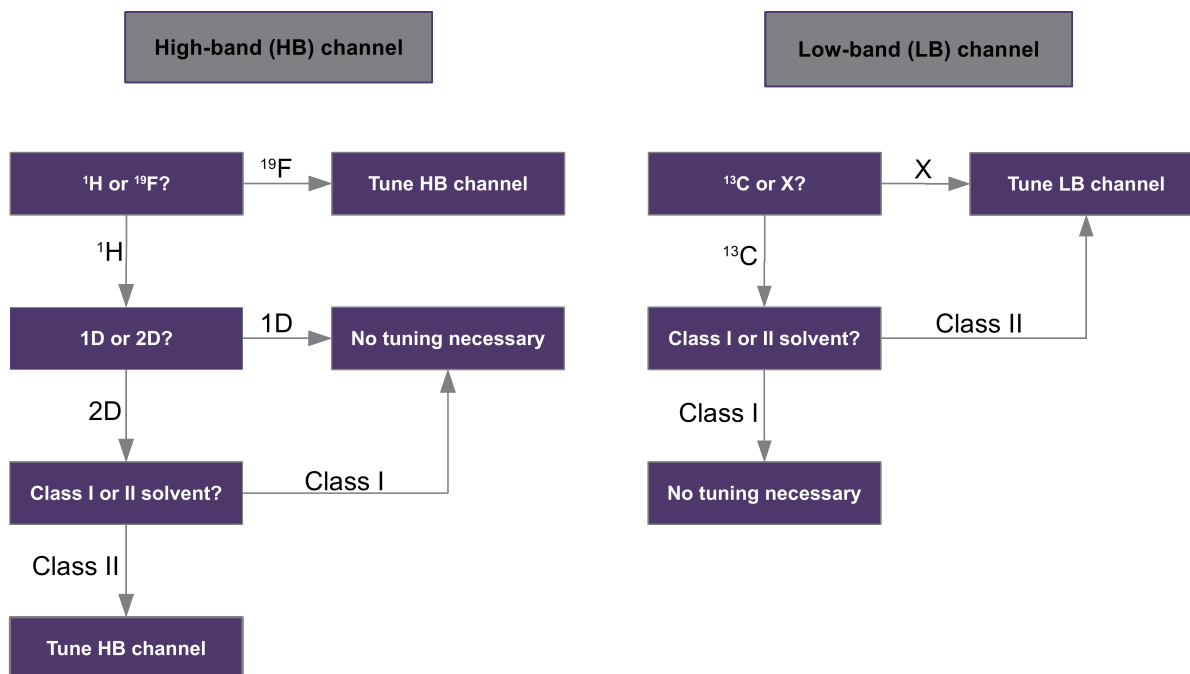 High-band (HB) channel
Low-band (LB) channel
¹H or ¹⁹F?
¹⁹F
Tune HB channel
¹³C or X?
X
Tune LB channel
¹H
¹³C
1D or 2D?
1D
No tuning necessary
Class I or II solvent?
Class II
2D
Class I
Class I or II solvent?
Class I
No tuning necessary
Class II
Tune HB channel